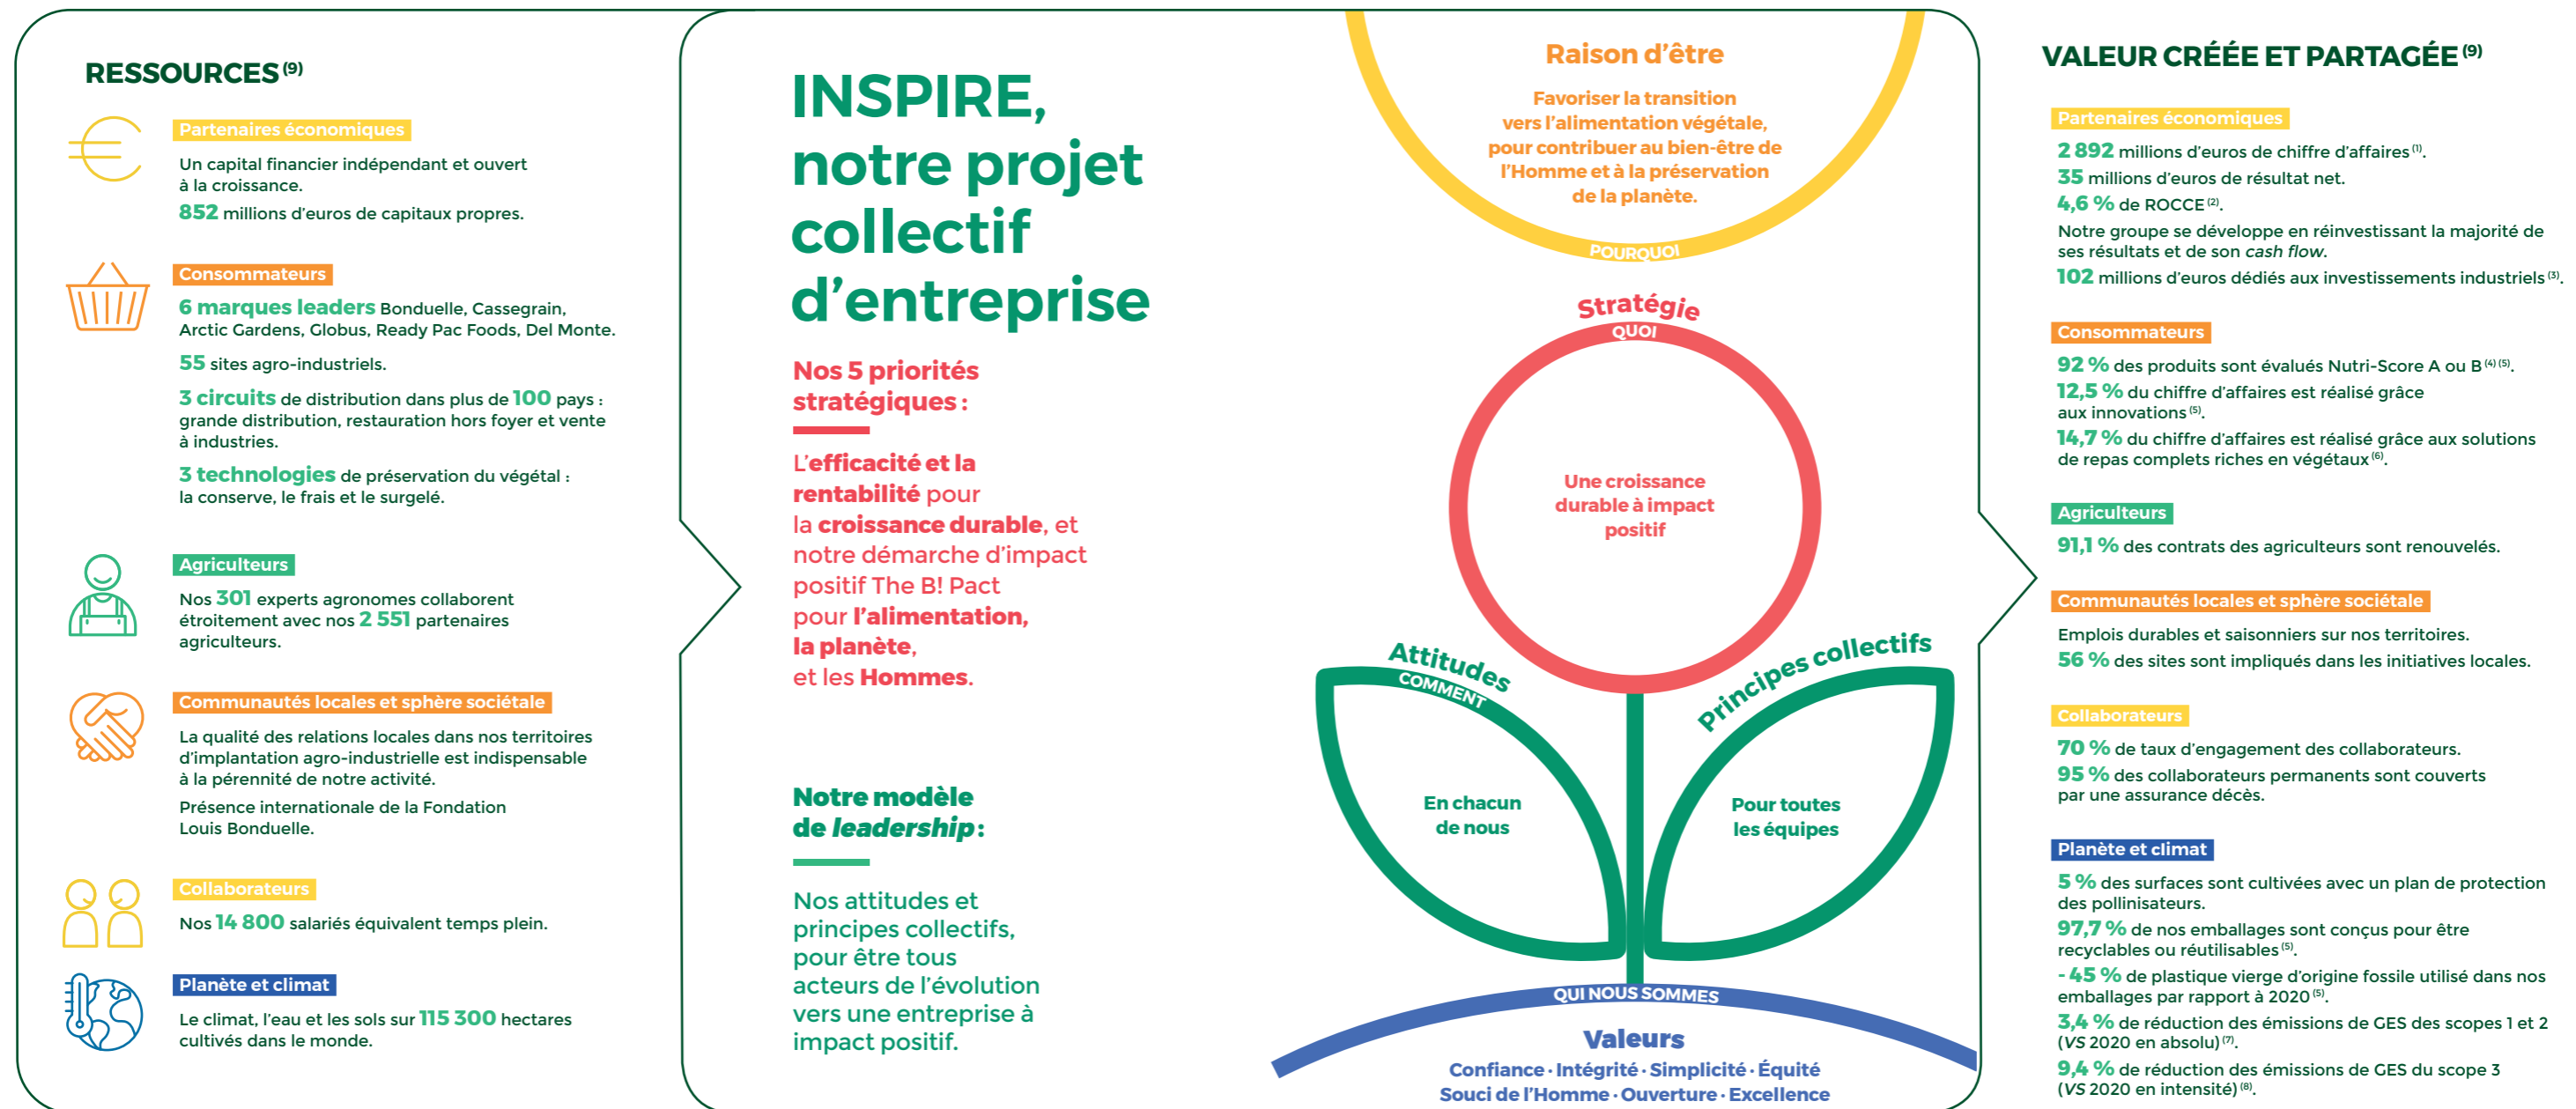 RESSOURCES (9)
Partenaires économiques
Un capital financier indépendant et ouvert
à la croissance.
852 millions d'euros de capitaux propres.
Consommateurs
6 marques leaders Bonduelle, Cassegrain,
Arctic Gardens, Globus, Ready Pac Foods, Del Monte.
55 sites agro-industriels.
3 circuits de distribution dans plus de 100 pays :
grande distribution, restauration hors foyer et vente
à industries.
3 technologies de préservation du végétal :
la conserve, le frais et le surgelé.
Agriculteurs
Nos 301 experts agronomes collaborent
étroitement avec nos 2 551 partenaires
agriculteurs.
Communautés locales et sphère sociétale
La qualité des relations locales dans nos territoires
d'implantation agro-industrielle est indispensable
à la pérennité de notre activité.
Présence internationale de la Fondation
Louis Bonduelle.
Collaborateurs
Nos 14 800 salariés équivalent temps plein.
Planète et climat
Le climat, l'eau et les sols sur 115 300 hectares
cultivés dans le monde.
INSPIRE,
notre projet
collectif
d'entreprise
Nos 5 priorités
stratégiques :
L'efficacité et la
rentabilité pour
la croissance durable, et
notre démarche d'impact
positif The B! Pact
pour l'alimentation,
la planète,
et les Hommes.
Notre modèle
de leadership :
Nos attitudes et
principes collectifs,
pour être tous
acteurs de l'évolution
vers une entreprise à
impact positif.
Raison d'être
Favoriser la transition
vers l'alimentation végétale,
pour contribuer au bien-être de
l'Homme et à la préservation
de la planète.
POURQUOI
Stratégie
QUOI
Une croissance
durable à impact
positif
Attitudes
COMMENT
En chacun
de nous
Principes collectifs
Pour toutes
les équipes
QUI NOUS SOMMES
Valeurs
Confiance · Intégrité · Simplicité · Équité
Souci de l'Homme · Ouverture · Excellence
VALEUR CRÉÉE ET PARTAGÉE (9)
Partenaires économiques
2 892 millions d'euros de chiffre d'affaires (1).
35 millions d'euros de résultat net.
4,6 % de ROCCE (2).
Notre groupe se développe en réinvestissant la majorité de
ses résultats et de son cash flow.
102 millions d'euros dédiés aux investissements industriels (3).
Consommateurs
92 % des produits sont évalués Nutri-Score A ou B (4) (5).
12,5 % du chiffre d'affaires est réalisé grâce
aux innovations (5).
14,7 % du chiffre d'affaires est réalisé grâce aux solutions
de repas complets riches en végétaux (6).
Agriculteurs
91,1 % des contrats des agriculteurs sont renouvelés.
Communautés locales et sphère sociétale
Emplois durables et saisonniers sur nos territoires.
56 % des sites sont impliqués dans les initiatives locales.
Collaborateurs
70 % de taux d'engagement des collaborateurs.
95 % des collaborateurs permanents sont couverts
par une assurance décès.
Planète et climat
5 % des surfaces sont cultivées avec un plan de protection
des pollinisateurs.
97,7 % de nos emballages sont conçus pour être
recyclables ou réutilisables (5).
- 45 % de plastique vierge d'origine fossile utilisé dans nos
emballages par rapport à 2020 (5).
3,4 % de réduction des émissions de GES des scopes 1 et 2
(VS 2020 en absolu) (7).
9,4 % de réduction des émissions de GES du scope 3
(VS 2020 en intensité) (8).